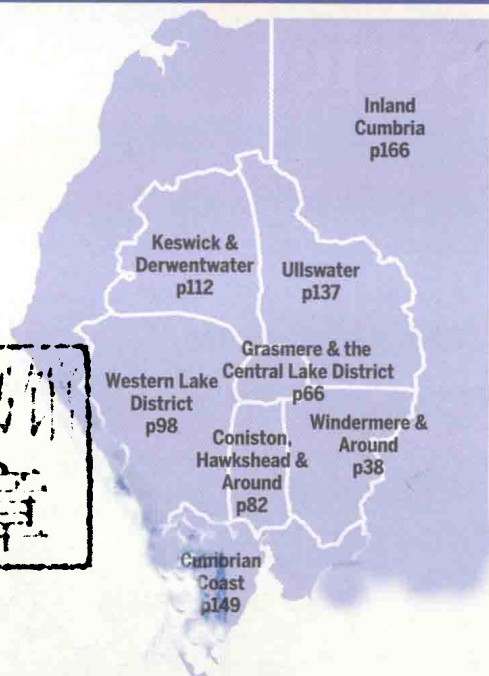 Inland
Cumbria
p166
Keswick &
Derwentwater
p112
Ullswater
p137
Grasmere & the
Central Lake District
p66
Western Lake
District
p98
Windermere &
Around
p38
Coniston,
Hawkshead &
Around
p82
Cumbrian
Coast
p149